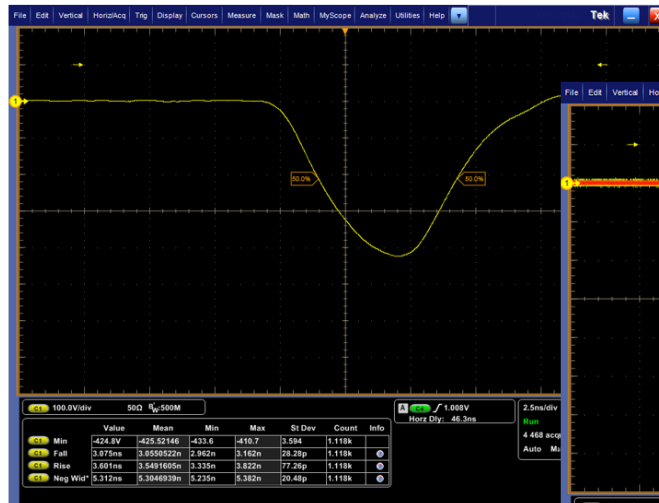 File Edit Vertical Horiz/Acq Trig Display Cursors Measure Mask Math MyScope Analyze Utilities Help Tek
File Edit Vertical
1
1
50.0% 50.0%
C1 100.0V/div 50Ω BW:500M
A C4 1.008V
Horz Dly: 46.3ns
2.5ns/div
Run
4 468 acq
Auto
Value Mean Min Max St Dev Count Info
C1 Min -424.8V -425.52146 -433.6 -410.7 3.594 1.118k
C1 Fall 3.075ns 3.0550522n 2.962n 3.162n 28.28p 1.118k
C1 Rise 3.601ns 3.5491605n 3.335n 3.822n 77.26p 1.118k
C1 Neg Wid* 5.312ns 5.3046939n 5.235n 5.382n 20.48p 1.118k